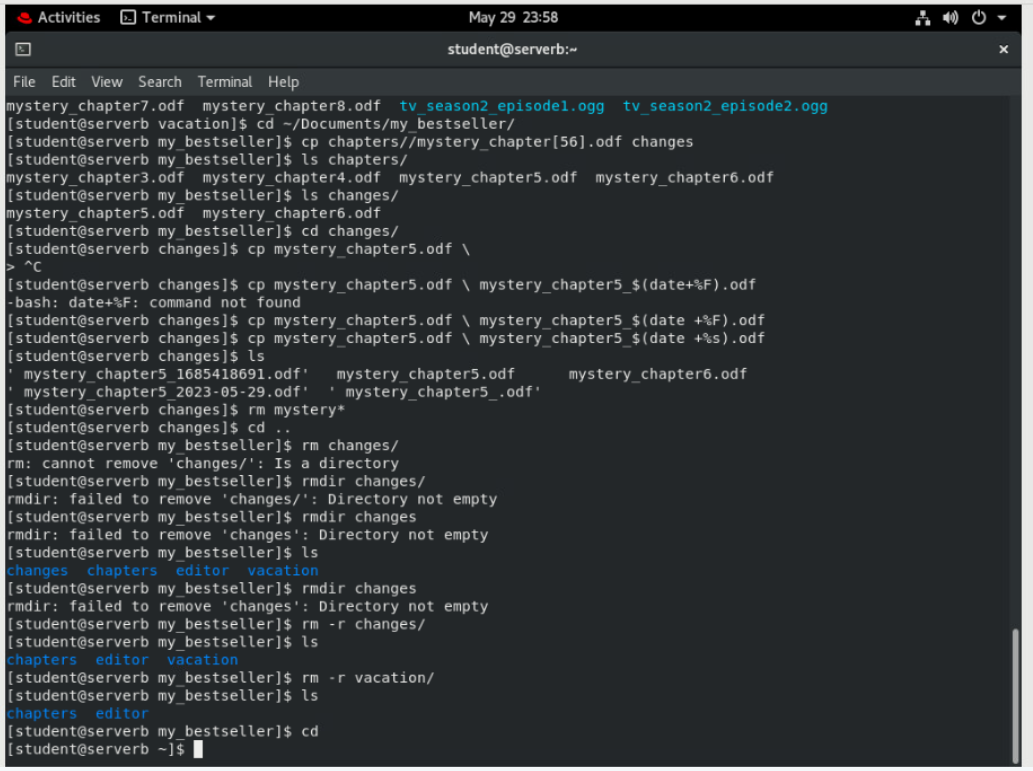 Activities Terminal May 29 23:58
student@serverb:~ ×
File Edit View Search Terminal Help
mystery_chapter7.odf  mystery_chapter8.odf  tv_season2_episode1.ogg  tv_season2_episode2.ogg
[student@serverb vacation]$ cd ~/Documents/my_bestseller/
[student@serverb my_bestseller]$ cp chapters//mystery_chapter[56].odf changes
[student@serverb my_bestseller]$ ls chapters/
mystery_chapter3.odf  mystery_chapter4.odf  mystery_chapter5.odf  mystery_chapter6.odf
[student@serverb my_bestseller]$ ls changes/
mystery_chapter5.odf  mystery_chapter6.odf
[student@serverb my_bestseller]$ cd changes/
[student@serverb changes]$ cp mystery_chapter5.odf \
> ^C
[student@serverb changes]$ cp mystery_chapter5.odf \ mystery_chapter5_$(date+%F).odf
-bash: date+%F: command not found
[student@serverb changes]$ cp mystery_chapter5.odf \ mystery_chapter5_$(date +%F).odf
[student@serverb changes]$ cp mystery_chapter5.odf \ mystery_chapter5_$(date +%s).odf
[student@serverb changes]$ ls
' mystery_chapter5_1685418691.odf'   mystery_chapter5.odf      mystery_chapter6.odf
' mystery_chapter5_2023-05-29.odf'  ' mystery_chapter5_.odf'
[student@serverb changes]$ rm mystery*
[student@serverb changes]$ cd ..
[student@serverb my_bestseller]$ rm changes/
rm: cannot remove 'changes/': Is a directory
[student@serverb my_bestseller]$ rmdir changes/
rmdir: failed to remove 'changes/': Directory not empty
[student@serverb my_bestseller]$ rmdir changes
rmdir: failed to remove 'changes': Directory not empty
[student@serverb my_bestseller]$ ls
changes  chapters  editor  vacation
[student@serverb my_bestseller]$ rmdir changes
rmdir: failed to remove 'changes': Directory not empty
[student@serverb my_bestseller]$ rm -r changes/
[student@serverb my_bestseller]$ ls
chapters  editor  vacation
[student@serverb my_bestseller]$ rm -r vacation/
[student@serverb my_bestseller]$ ls
chapters  editor
[student@serverb my_bestseller]$ cd
[student@serverb ~]$